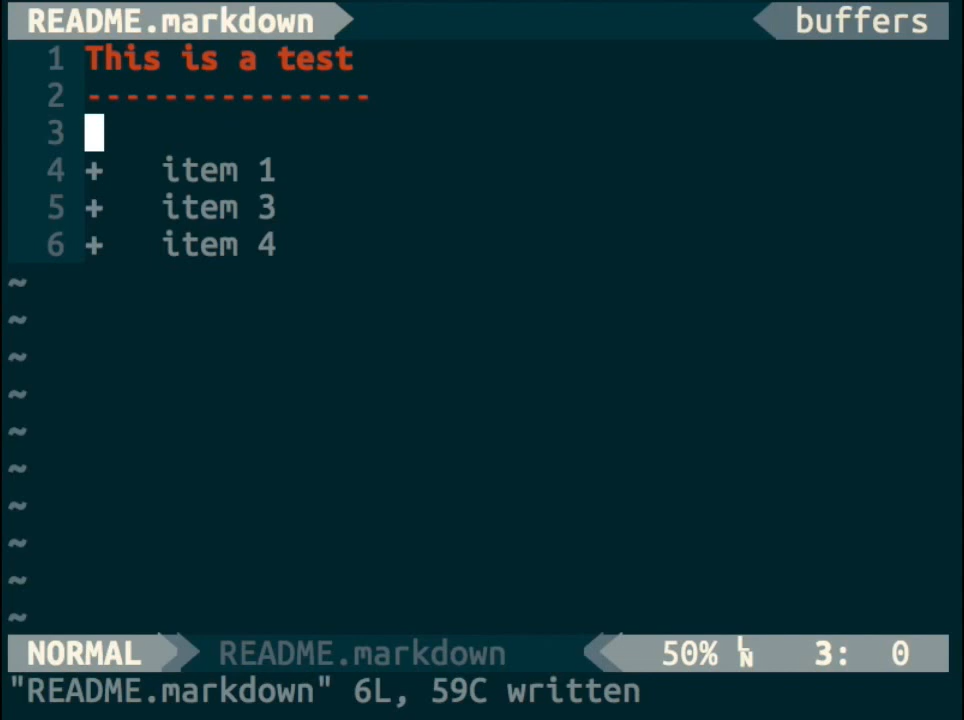 README.markdown buffers
1 This is a test
2 ---------------
3
4 +   item 1
5 +   item 3
6 +   item 4
~
~
~
~
~
~
~
~
~
~
NORMAL README.markdown 50% ␤ 3: 0
"README.markdown" 6L, 59C written